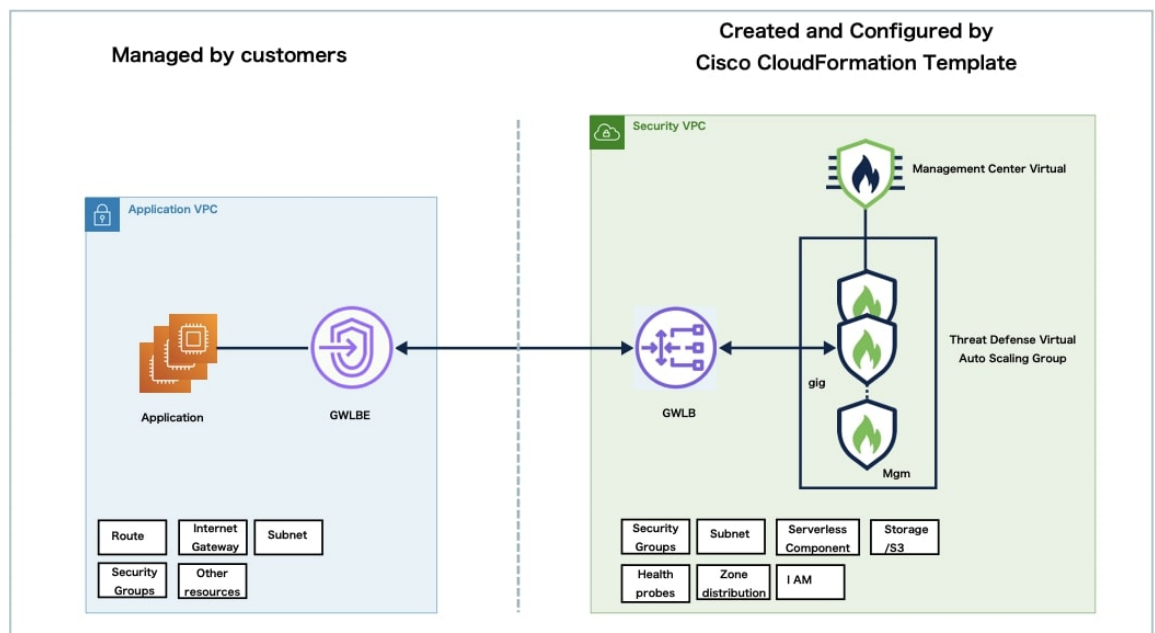 Managed by customers
Created and Configured by
Cisco CloudFormation Template
Application VPC
Application
GWLBE
Route
Internet
Gateway
Subnet
Security
Groups
Other
resources
Security VPC
Management Center Virtual
Threat Defense Virtual
Auto Scaling Group
gig
GWLB
Mgm
Security
Groups
Subnet
Serverless
Component
Storage
/S3
Health
probes
Zone
distribution
I AM